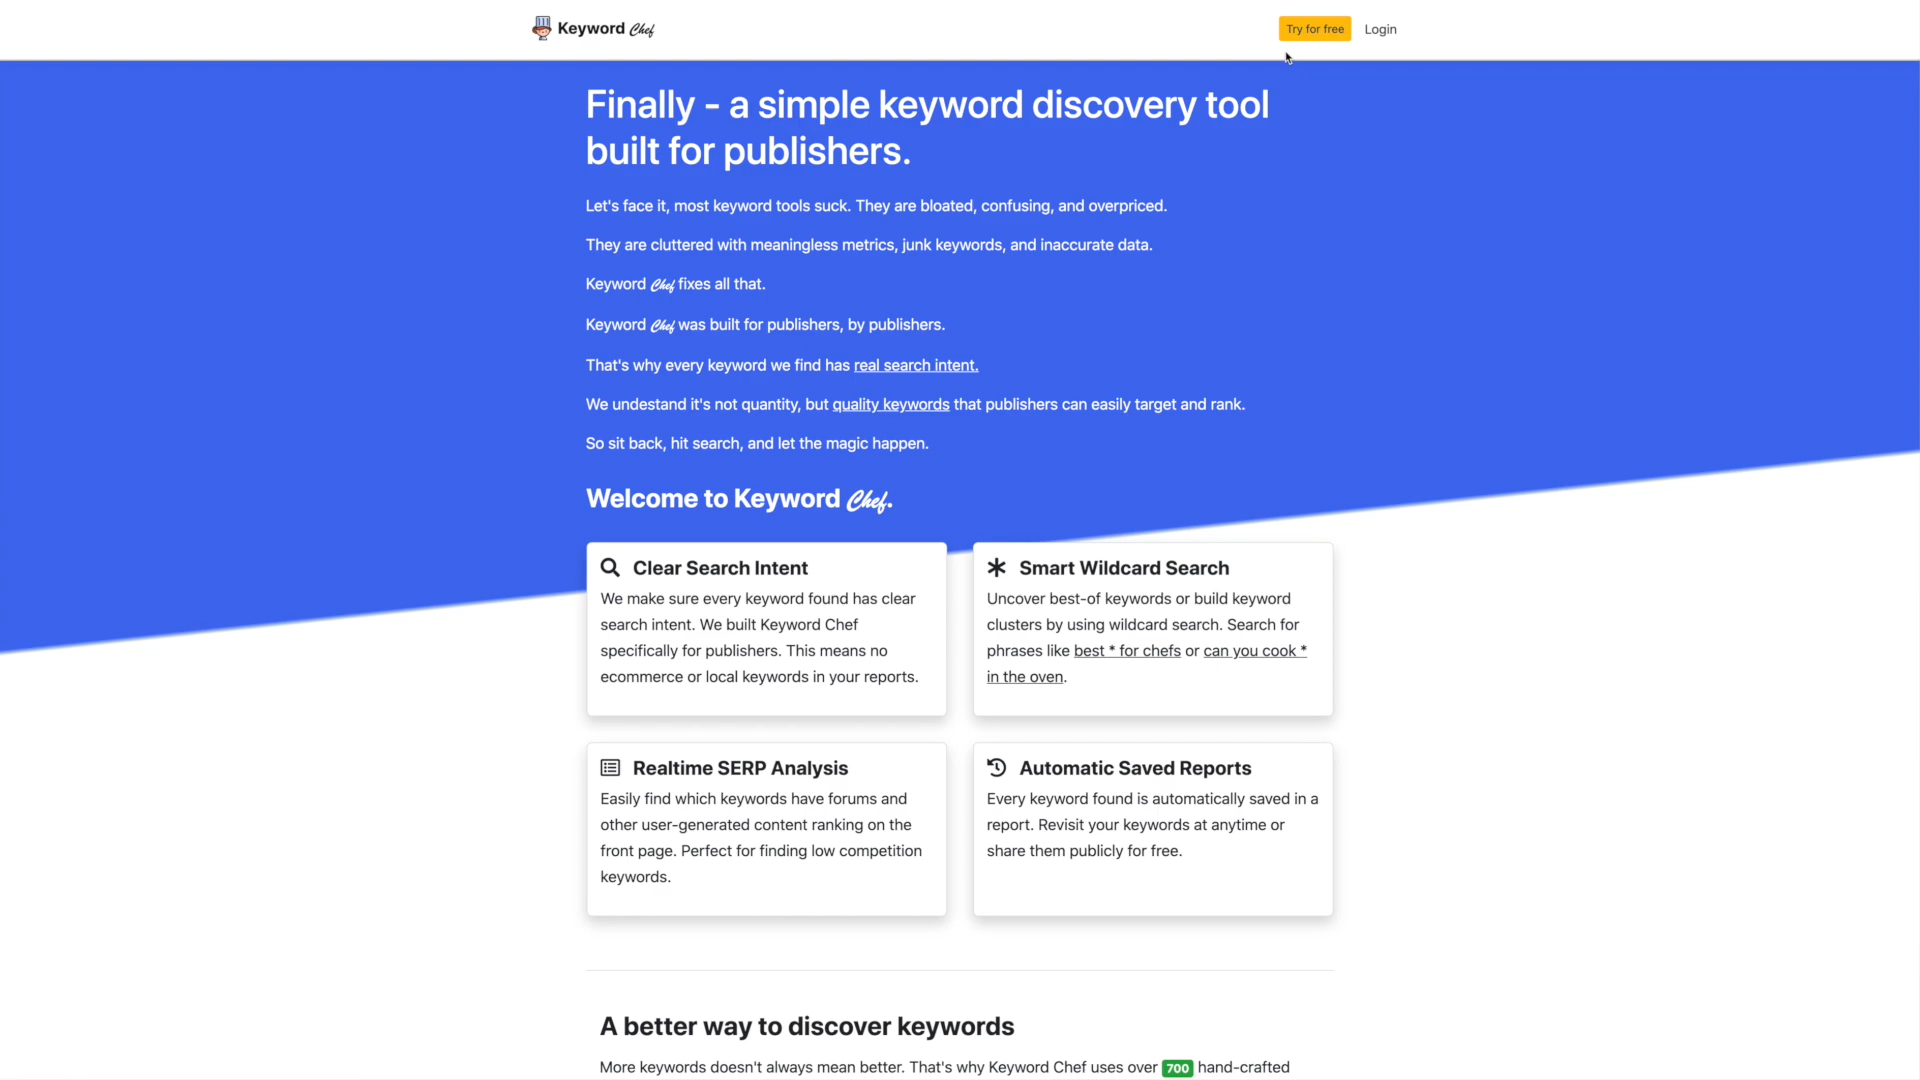 Keyword Chef
Try for free
Login
Finally - a simple keyword discovery tool
built for publishers.
Let's face it, most keyword tools suck. They are bloated, confusing, and overpriced.
They are cluttered with meaningless metrics, junk keywords, and inaccurate data.
Keyword Chef fixes all that.
Keyword Chef was built for publishers, by publishers.
That's why every keyword we find has real search intent.
We undestand it's not quantity, but quality keywords that publishers can easily target and rank.
So sit back, hit search, and let the magic happen.
Welcome to Keyword Chef.
Clear Search Intent
We make sure every keyword found has clear
search intent. We built Keyword Chef
specifically for publishers. This means no
ecommerce or local keywords in your reports.
Smart Wildcard Search
Uncover best-of keywords or build keyword
clusters by using wildcard search. Search for
phrases like best * for chefs or can you cook *
in the oven.
Realtime SERP Analysis
Easily find which keywords have forums and
other user-generated content ranking on the
front page. Perfect for finding low competition
keywords.
Automatic Saved Reports
Every keyword found is automatically saved in a
report. Revisit your keywords at anytime or
share them publicly for free.
A better way to discover keywords
More keywords doesn't always mean better. That's why Keyword Chef uses over 700 hand-crafted